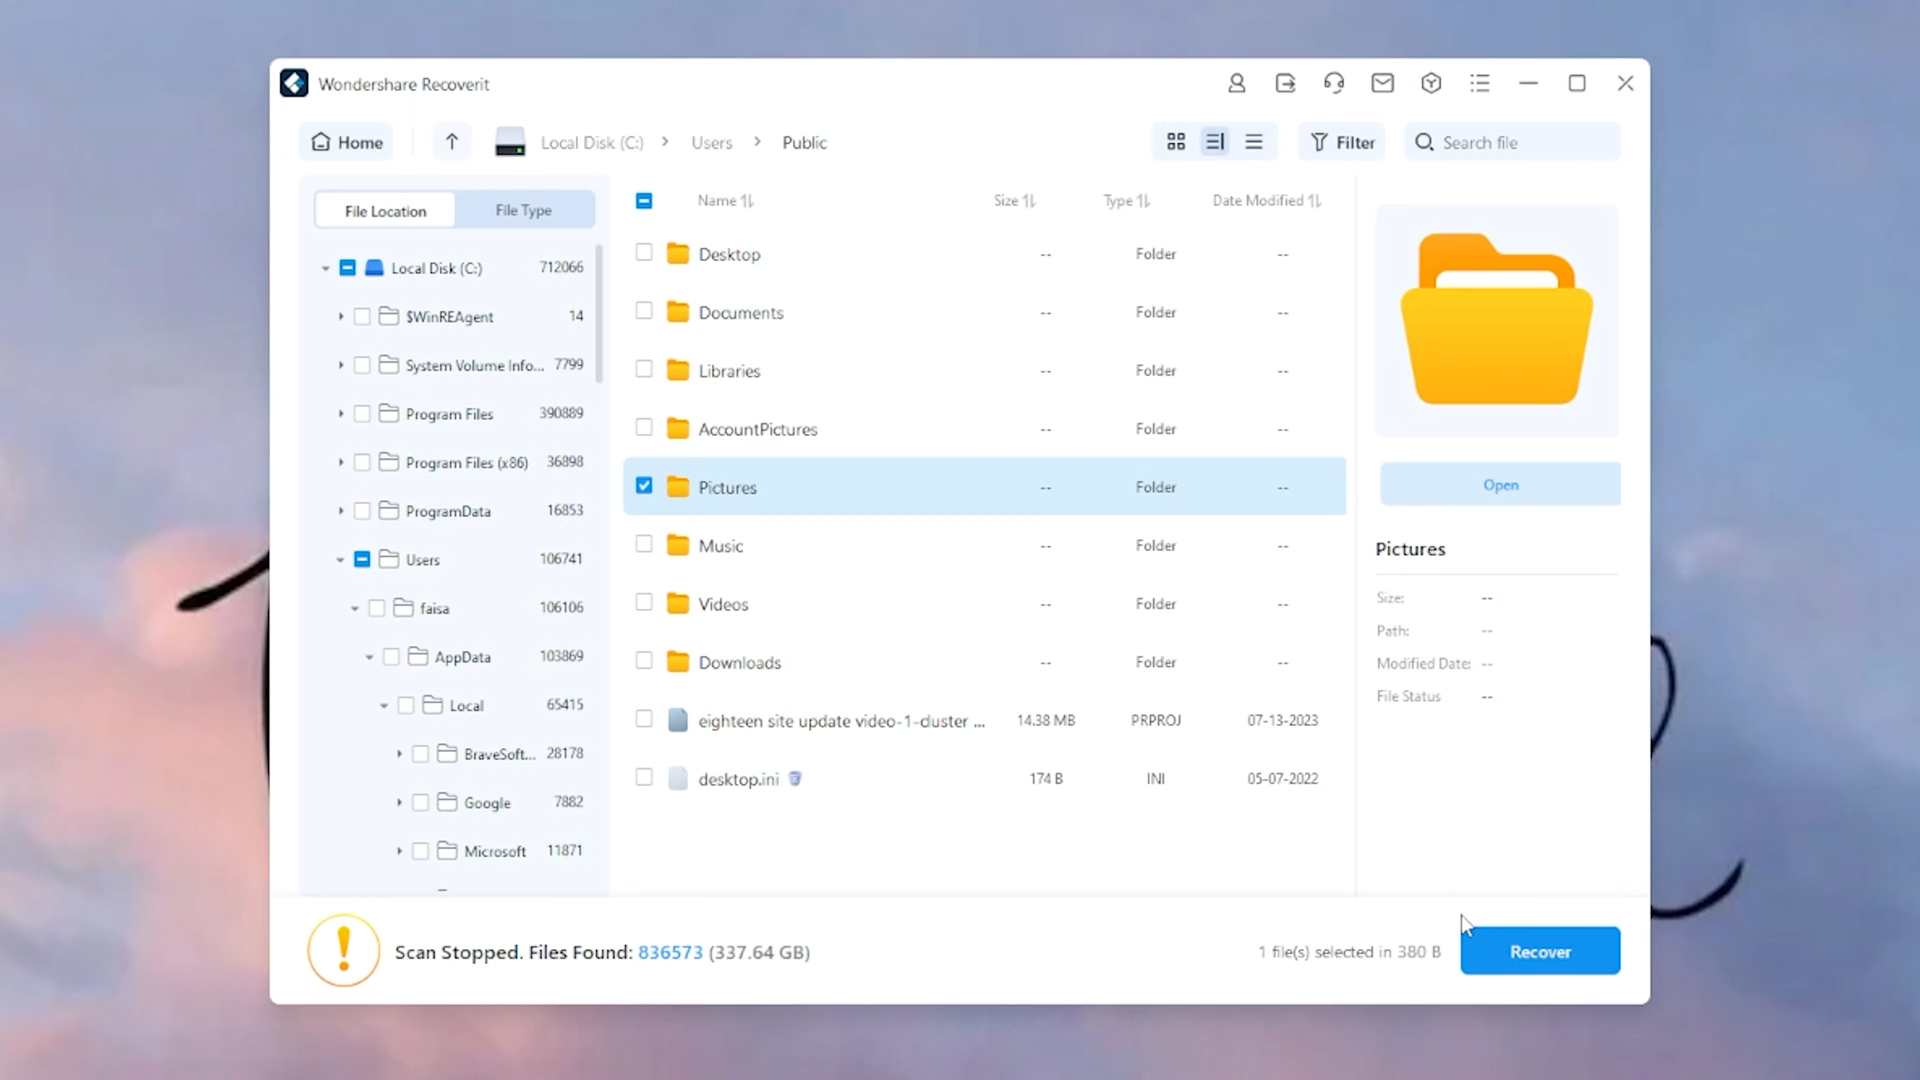 Wondershare Recoverit
Home
Local Disk (C:) > Users > Public
Filter
Search file
File Location
File Type
Local Disk (C:) 712066
$WinREAgent 14
System Volume Info... 7799
Program Files 390889
Program Files (x86) 36898
ProgramData 16853
Users 106741
faisa 106106
AppData 103869
Local 65415
BraveSoft... 28178
Google 7882
Microsoft 11871
Name Size Type Date Modified
Desktop -- Folder --
Documents -- Folder --
Libraries -- Folder --
AccountPictures -- Folder --
Pictures -- Folder --
Music -- Folder --
Videos -- Folder --
Downloads -- Folder --
eighteen site update video-1-duster ... 14.38 MB PRPROJ 07-13-2023
desktop.ini 174 B INI 05-07-2022
Open
Pictures
Size: --
Path: --
Modified Date: --
File Status --
Scan Stopped. Files Found: 836573 (337.64 GB)
1 file(s) selected in 380 B
Recover